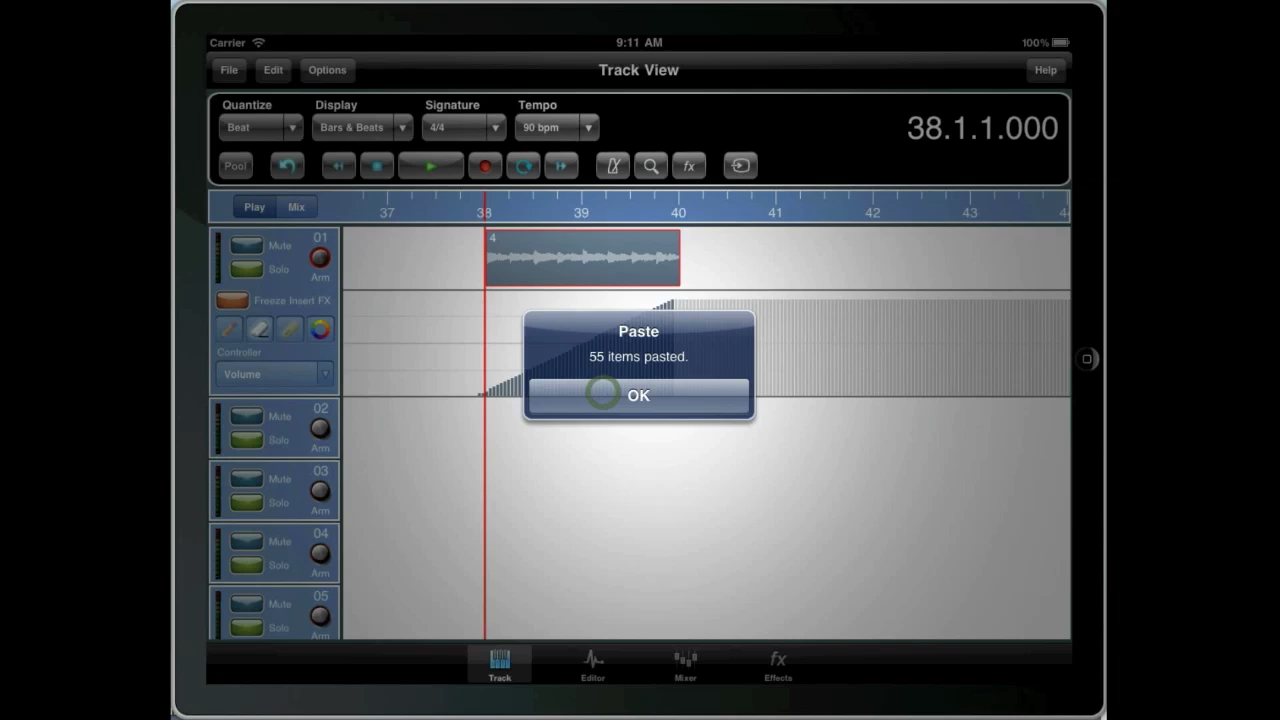 Carrier 9:11 AM 100%
File Edit Options Track View Help
Quantize Display Signature Tempo
Beat Bars & Beats 4/4 90 bpm 38.1.1.000
Pool fx
Play Mix 37 38 39 40 41 42 43
01 4
Mute
Solo
Arm
Freeze Insert FX
Paste
Controller
55 items pasted.
Volume
OK
02
Mute
Solo
Arm
03
Mute
Solo
Arm
04
Mute
Solo
Arm
05
Mute
Solo
Arm
fx
Track Editor Mixer Effects